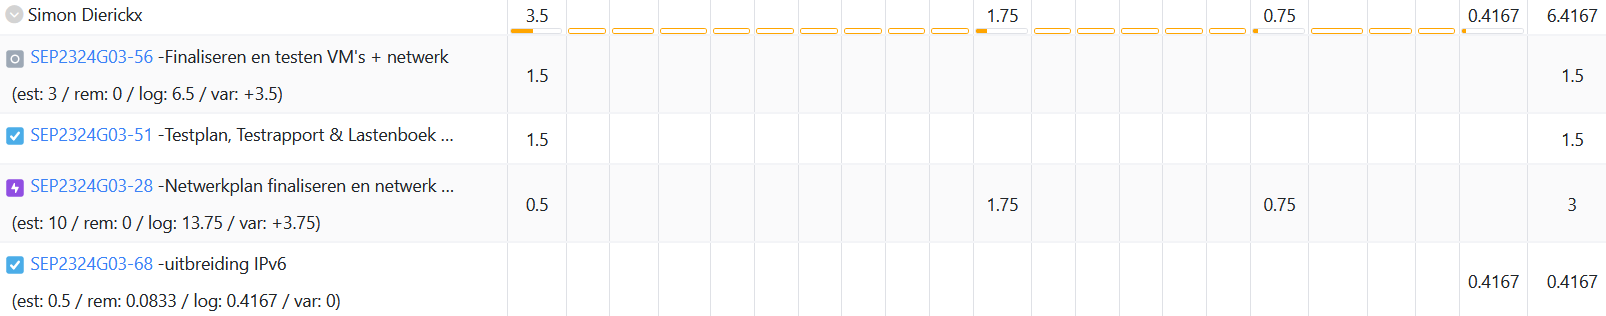 Simon Dierickx 3.5 1.75 0.75 0.4167 6.4167
SEP2324G03-56 -Finaliseren en testen VM's + netwerk
(est: 3 / rem: 0 / log: 6.5 / var: +3.5) 1.5 1.5
SEP2324G03-51 -Testplan, Testrapport & Lastenboek ... 1.5 1.5
SEP2324G03-28 -Netwerkplan finaliseren en netwerk ...
(est: 10 / rem: 0 / log: 13.75 / var: +3.75) 0.5 1.75 0.75 3
SEP2324G03-68 -uitbreiding IPv6
(est: 0.5 / rem: 0.0833 / log: 0.4167 / var: 0) 0.4167 0.4167